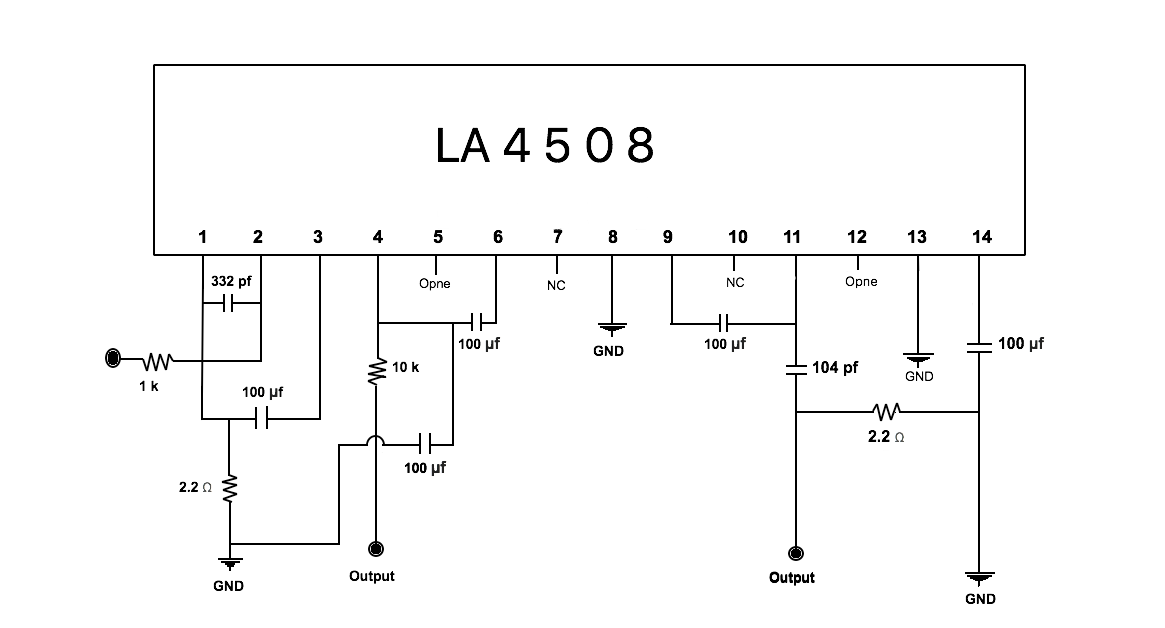 LA 4 5 0 8
1 2 3 4 5 6 7 8 9 10 11 12 13 14
332 pf
Opne
NC
NC
Opne
100 µf
GND
100 µf
100 µf
1 k
10 k
104 pf
GND
100 µf
2.2 Ω
100 µf
2.2 Ω
GND
Output
Output
GND